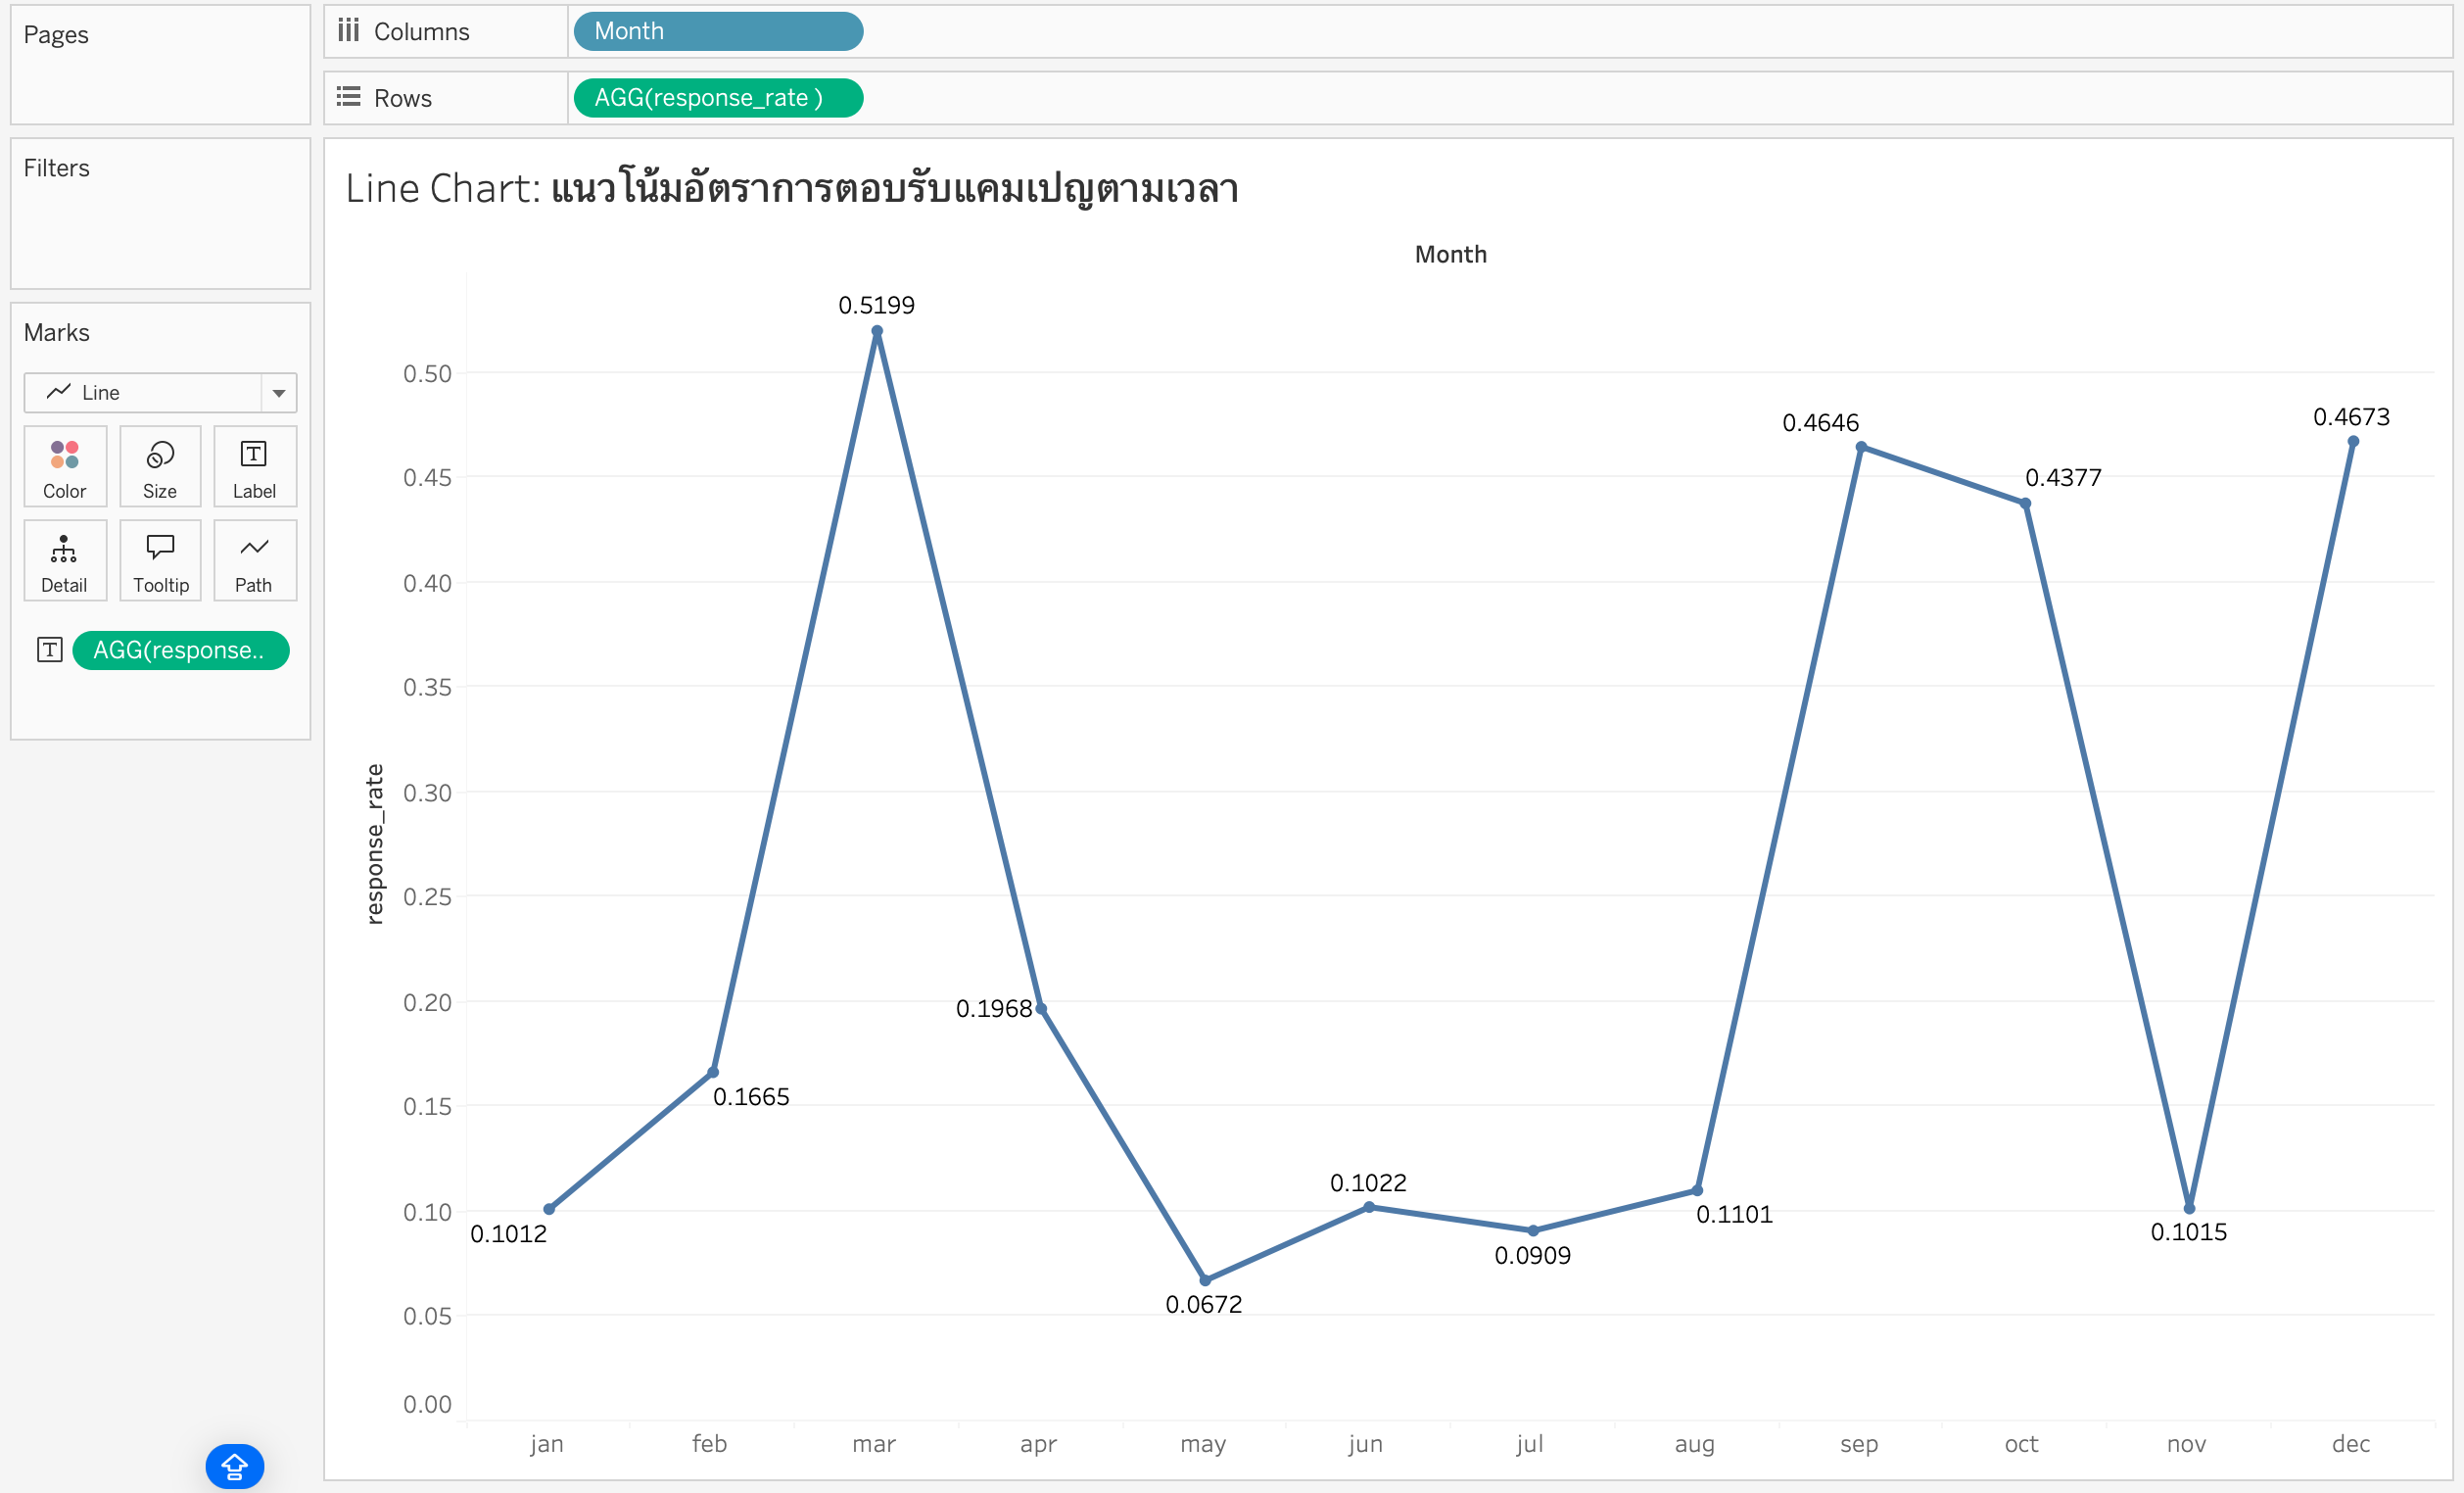 Pages
Columns
Month
Rows
AGG(response_rate )
Filters
Marks
Line
Color
Size
Label
Detail
Tooltip
Path
AGG(response..
Line Chart: แนวโน้มอัตราการตอบรับแคมเปญตามเวลา
Month
response_rate
0.50
0.45
0.40
0.35
0.30
0.25
0.20
0.15
0.10
0.05
0.00
0.1012
0.1665
0.5199
0.1968
0.0672
0.1022
0.0909
0.1101
0.4646
0.4377
0.1015
0.4673
jan
feb
mar
apr
may
jun
jul
aug
sep
oct
nov
dec